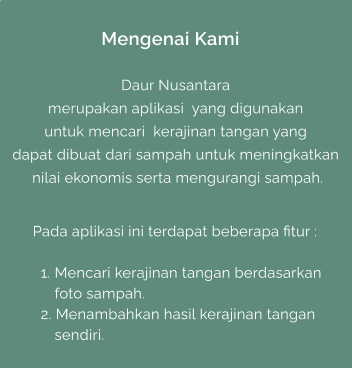 Mengenai Kami
Daur Nusantara
merupakan aplikasi yang digunakan
untuk mencari kerajinan tangan yang
dapat dibuat dari sampah untuk meningkatkan
nilai ekonomis serta mengurangi sampah.
Pada aplikasi ini terdapat beberapa fitur :
1. Mencari kerajinan tangan berdasarkan
foto sampah.
2. Menambahkan hasil kerajinan tangan
sendiri.